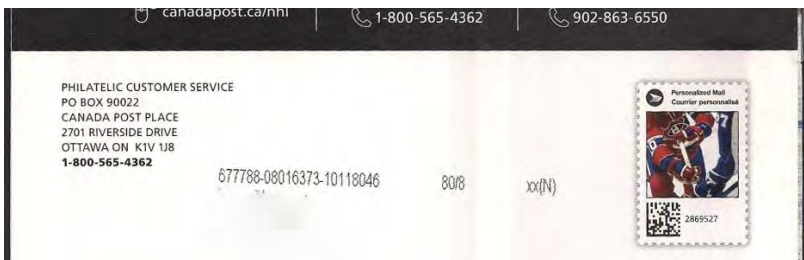 canadapost.ca/nhl 1-800-565-4362 902-863-6550
PHILATELIC CUSTOMER SERVICE
PO BOX 90022
CANADA POST PLACE
2701 RIVERSIDE DRIVE
OTTAWA ON K1V 1J8
1-800-565-4362
677788-08016373-10118046 80/8 xx(N)
Personalized Mail
Courrier personnalisé
2869527